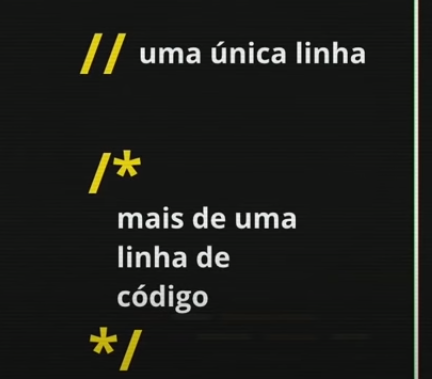 // uma única linha
/*
mais de uma
linha de
código
*/